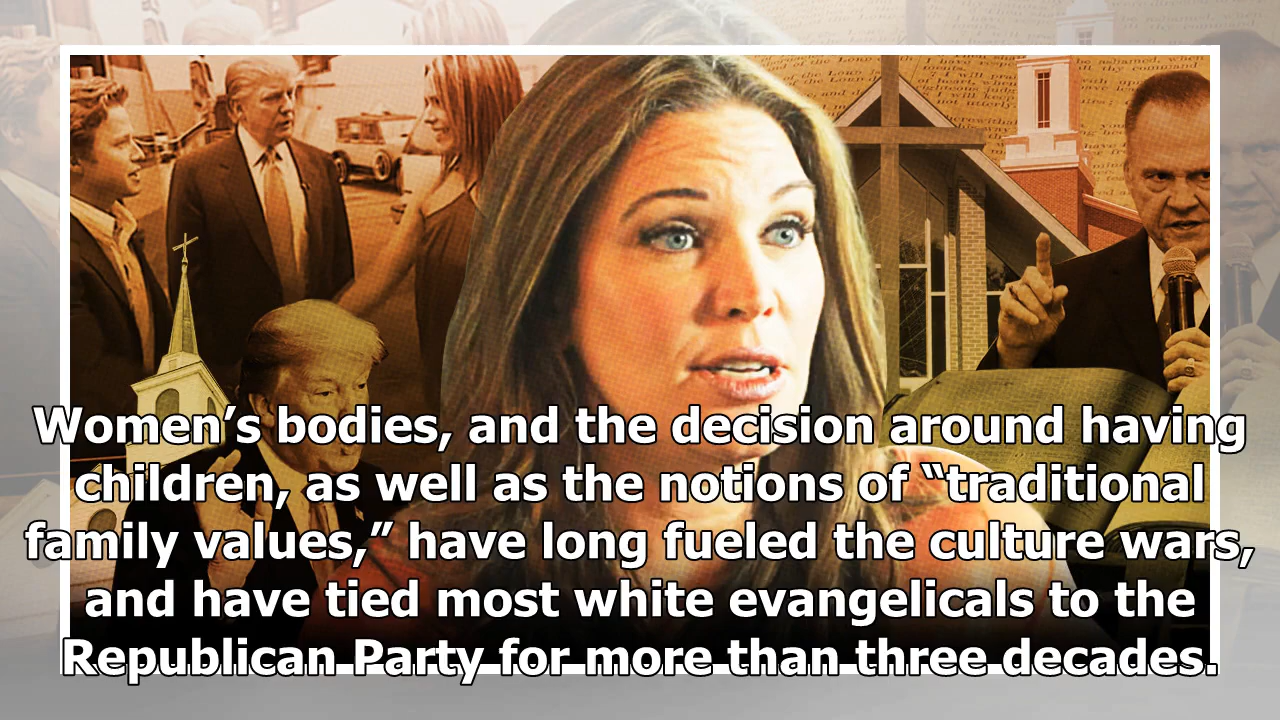 Women’s bodies, and the decision around having
children, as well as the notions of “traditional
family values,” have long fueled the culture wars,
and have tied most white evangelicals to the
Republican Party for more than three decades.